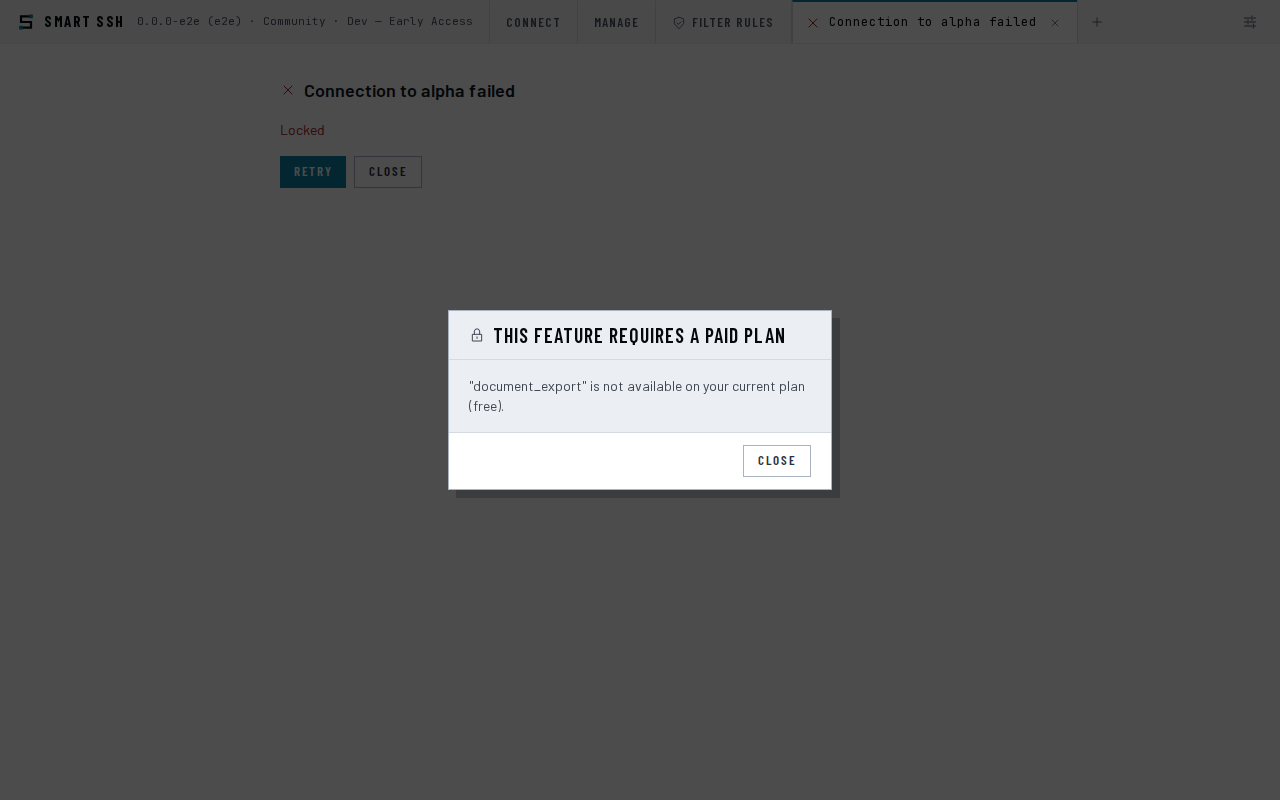 SMART SSH 0.0.0-e2e (e2e) · Community · Dev — Early Access CONNECT MANAGE FILTER RULES Connection to alpha failed
Connection to alpha failed
Locked
RETRY CLOSE
THIS FEATURE REQUIRES A PAID PLAN
"document_export" is not available on your current plan
(free).
CLOSE